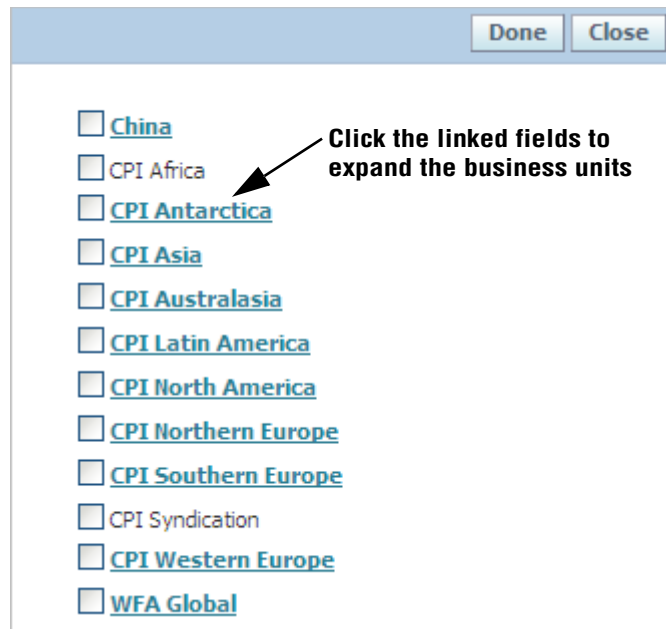 Done Close
China
Click the linked fields to
expand the business units
CPI Africa
CPI Antarctica
CPI Asia
CPI Australasia
CPI Latin America
CPI North America
CPI Northern Europe
CPI Southern Europe
CPI Syndication
CPI Western Europe
WFA Global